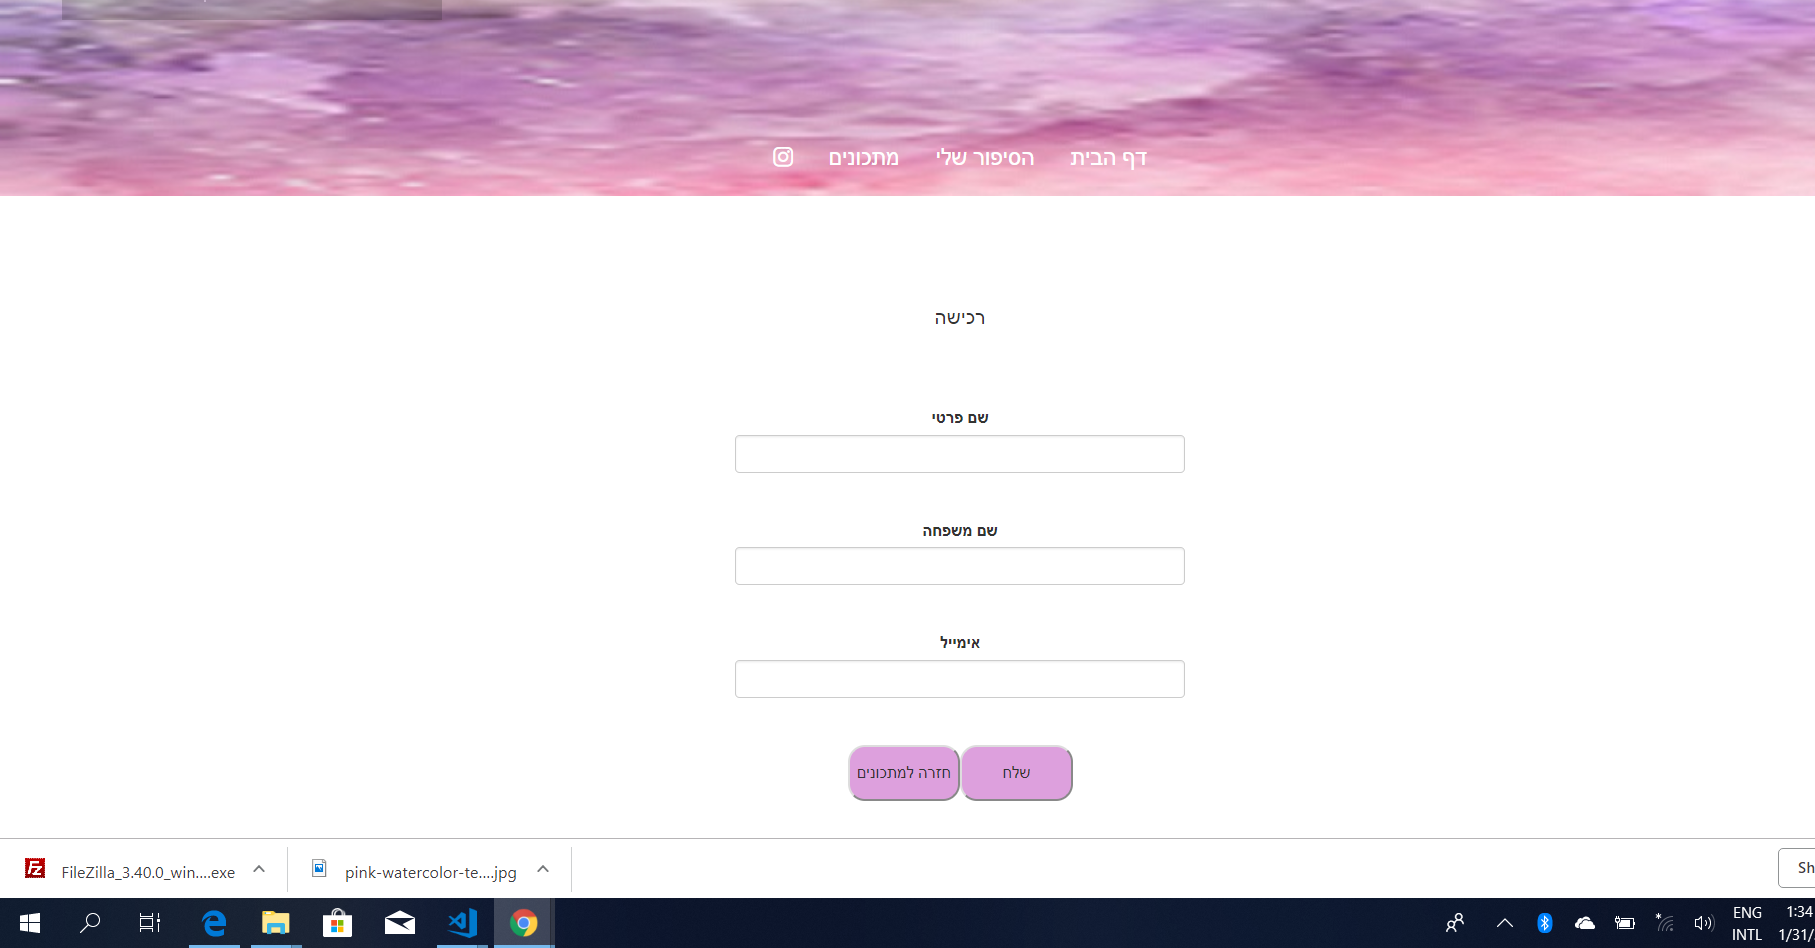 דף הבית הסיפור שלי מתכונים
רכישה
שם פרטי
שם משפחה
אימייל
שלח חזרה למתכונים
FileZilla_3.40.0_win....exe pink-watercolor-te....jpg Sh
ENG 1:34
INTL 1/31/